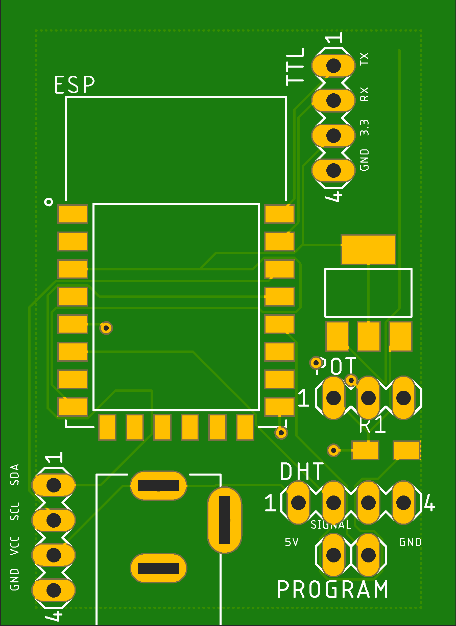 1
TTL
TX
ESP
RX
3.3
GND
4
POT
1
R1
1
SDA
DHT
1
4
SCL
SIGNAL
5V
GND
VCC
GND
PROGRAM
4